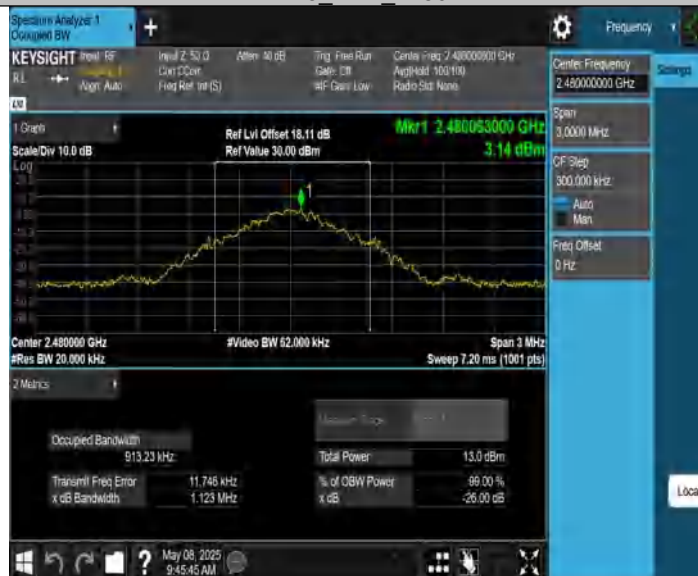 Spectrum Analyzer 1
Occupied BW
+
Frequency
KEYSIGHT Input: RF
RL
Align: Auto
Input Z: 50 Ω
Corr CCorr
Freq Ref: Int (S)
Atten: 40 dB
Trig: Free Run
Gate: Off
#IF Gain: Low
Center Freq: 2.480000000 GHz
Avg|Hold: 100/100
Radio Std: None
LXI
Center Frequency
2.480000000 GHz
Settings
Span
3.0000 MHz
CF Step
300.000 kHz
Auto
Man
Freq Offset
0 Hz
1 Graph
Scale/Div 10.0 dB
Ref Lvl Offset 18.11 dB
Ref Value 30.00 dBm
Mkr1 2.480063000 GHz
3.14 dBm
Log
1
Center 2.480000 GHz
#Res BW 20.000 kHz
#Video BW 62.000 kHz
Span 3 MHz
Sweep 7.20 ms (1001 pts)
2 Metrics
Occupied Bandwidth
913.23 kHz
Total Power 13.0 dBm
Transmit Freq Error 11.746 kHz
% of OBW Power 99.00 %
x dB Bandwidth 1.123 MHz
x dB -26.00 dB
Loca
?
May 08, 2025
9:45:45 AM